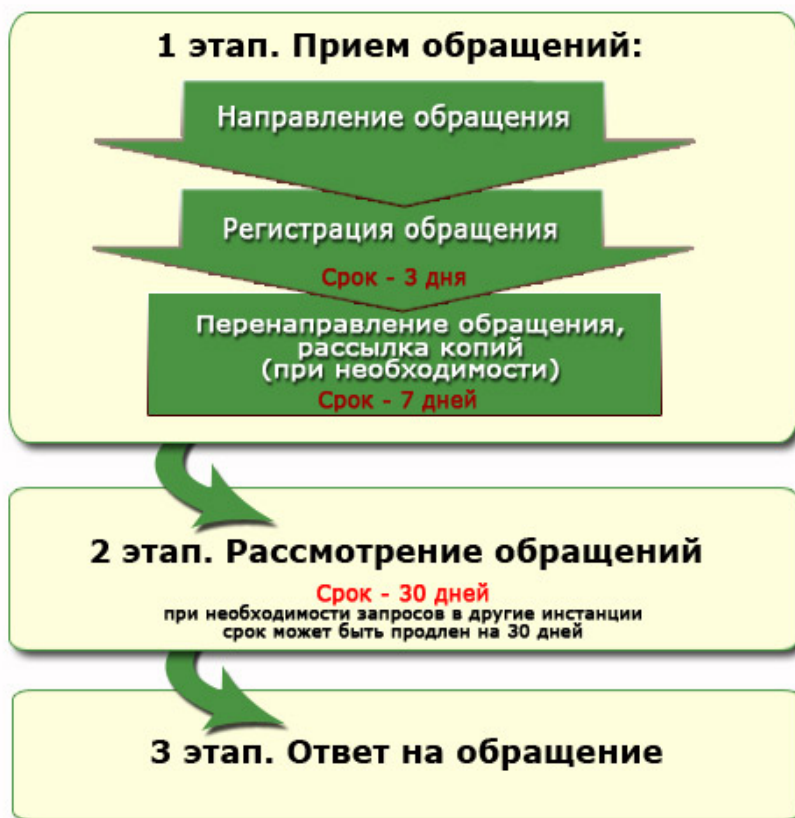 1 этап. Прием обращений:
Направление обращения
Регистрация обращения
Срок - 3 дня
Перенаправление обращения,
рассылка копий
(при необходимости)
Срок - 7 дней
2 этап. Рассмотрение обращений
Срок - 30 дней
при необходимости запросов в другие инстанции
срок может быть продлен на 30 дней
3 этап. Ответ на обращение